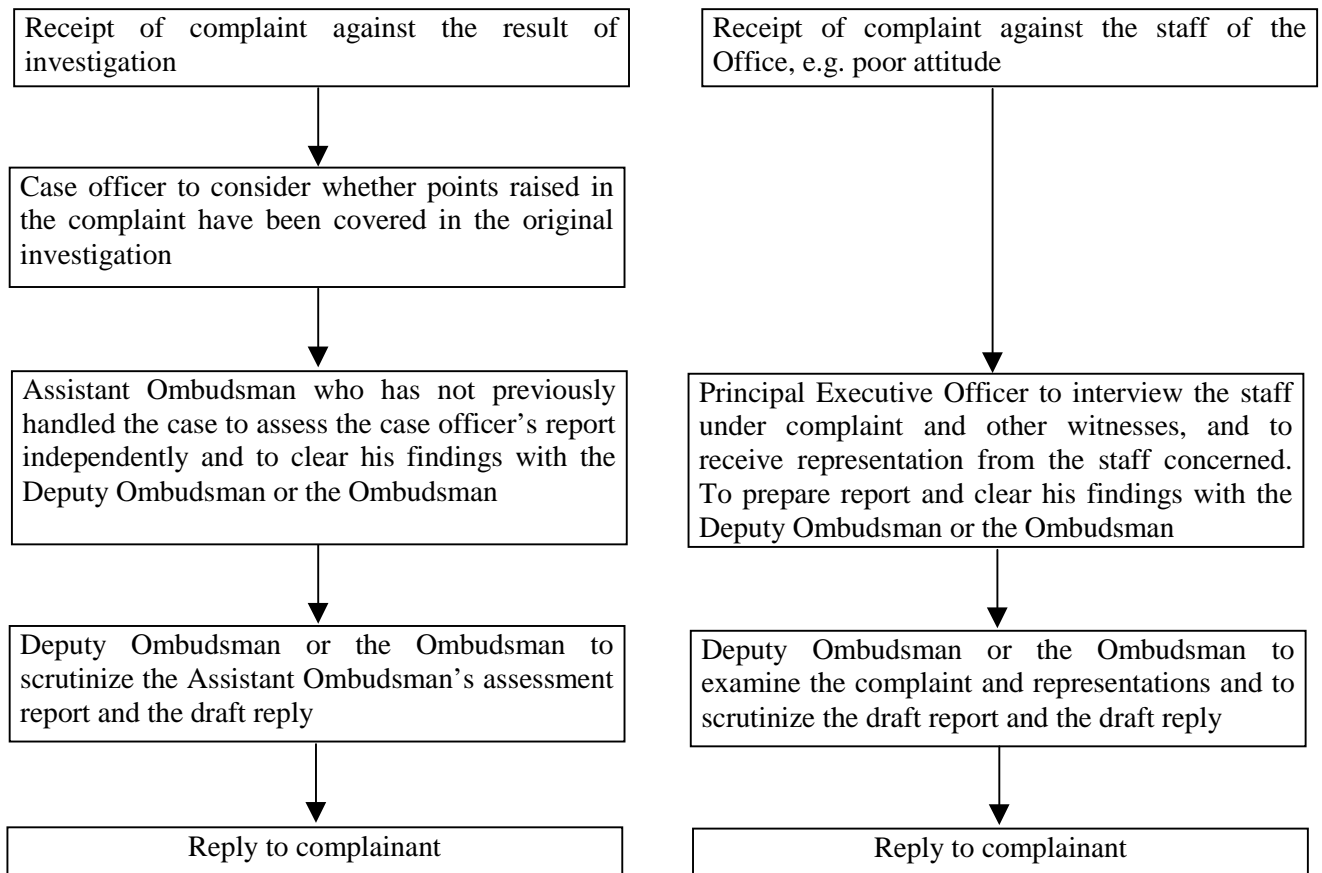 Receipt of complaint against the result of
investigation
Case officer to consider whether points raised in
the complaint have been covered in the original
investigation
Assistant Ombudsman who has not previously
handled the case to assess the case officer's report
independently and to clear his findings with the
Deputy Ombudsman or the Ombudsman
Deputy Ombudsman or the Ombudsman to
scrutinize the Assistant Ombudsman's assessment
report and the draft reply
Reply to complainant
Receipt of complaint against the staff of the
Office, e.g. poor attitude
Principal Executive Officer to interview the staff
under complaint and other witnesses, and to
receive representation from the staff concerned.
To prepare report and clear his findings with the
Deputy Ombudsman or the Ombudsman
Deputy Ombudsman or the Ombudsman to
examine the complaint and representations and to
scrutinize the draft report and the draft reply
Reply to complainant